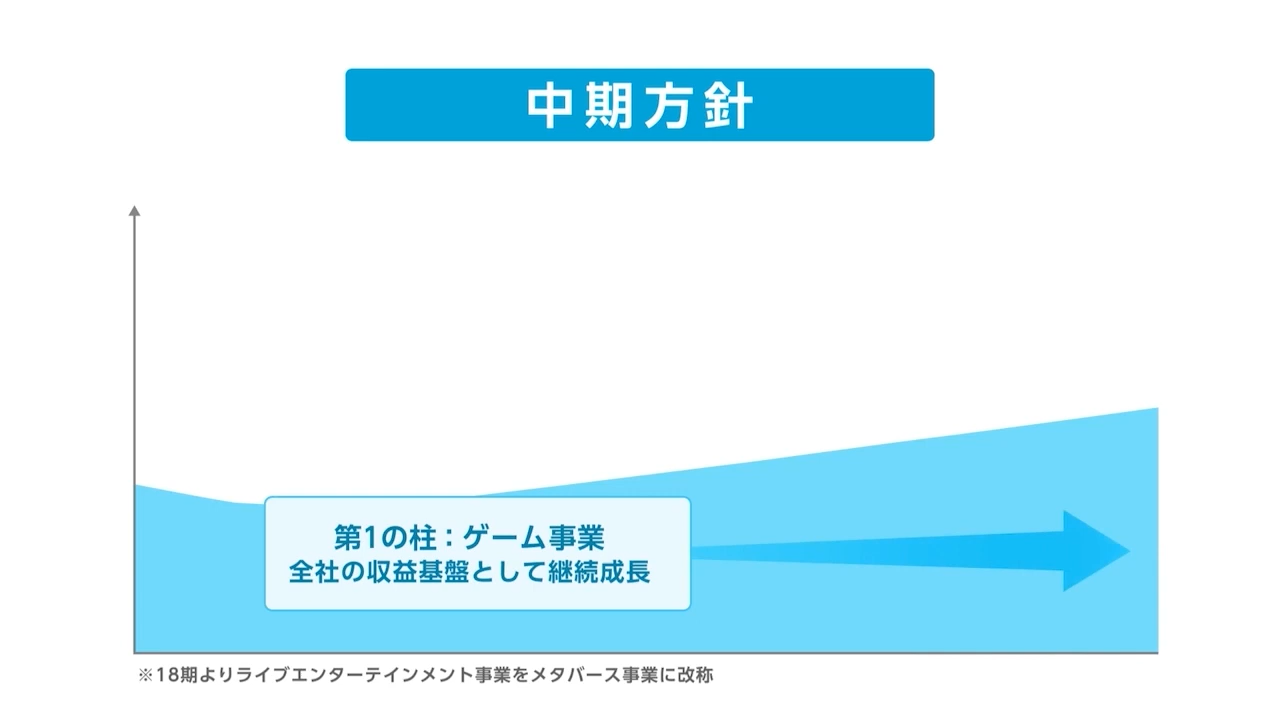 中期方針
第1の柱：ゲーム事業
全社の収益基盤として継続成長
※18期よりライブエンターテインメント事業をメタバース事業に改称